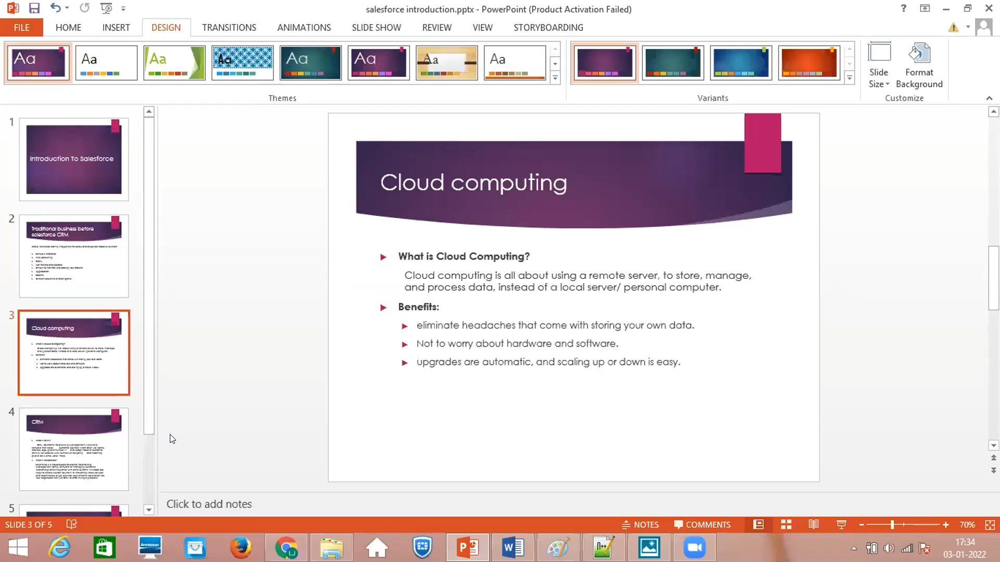 salesforce introduction.pptx - PowerPoint (Product Activation Failed)
?
FILE
HOME
INSERT
DESIGN
TRANSITIONS
ANIMATIONS
SLIDE SHOW
REVIEW
VIEW
STORYBOARDING
Aa
Aa
Aa
Aa
Aa
Aa
Aa
Aa
Slide
Size
Format
Background
Themes
Variants
Customize
1
Introduction To Salesforce
2
Traditional business before
salesforce CRM
3
Cloud computing
4
CRM
5
Cloud computing
What is Cloud Computing?
Cloud computing is all about using a remote server, to store, manage,
and process data, instead of a local server/ personal computer.
Benefits:
eliminate headaches that come with storing your own data.
Not to worry about hardware and software.
upgrades are automatic, and scaling up or down is easy.
Click to add notes
SLIDE 3 OF 5
NOTES
COMMENTS
70%
17:34
03-01-2022